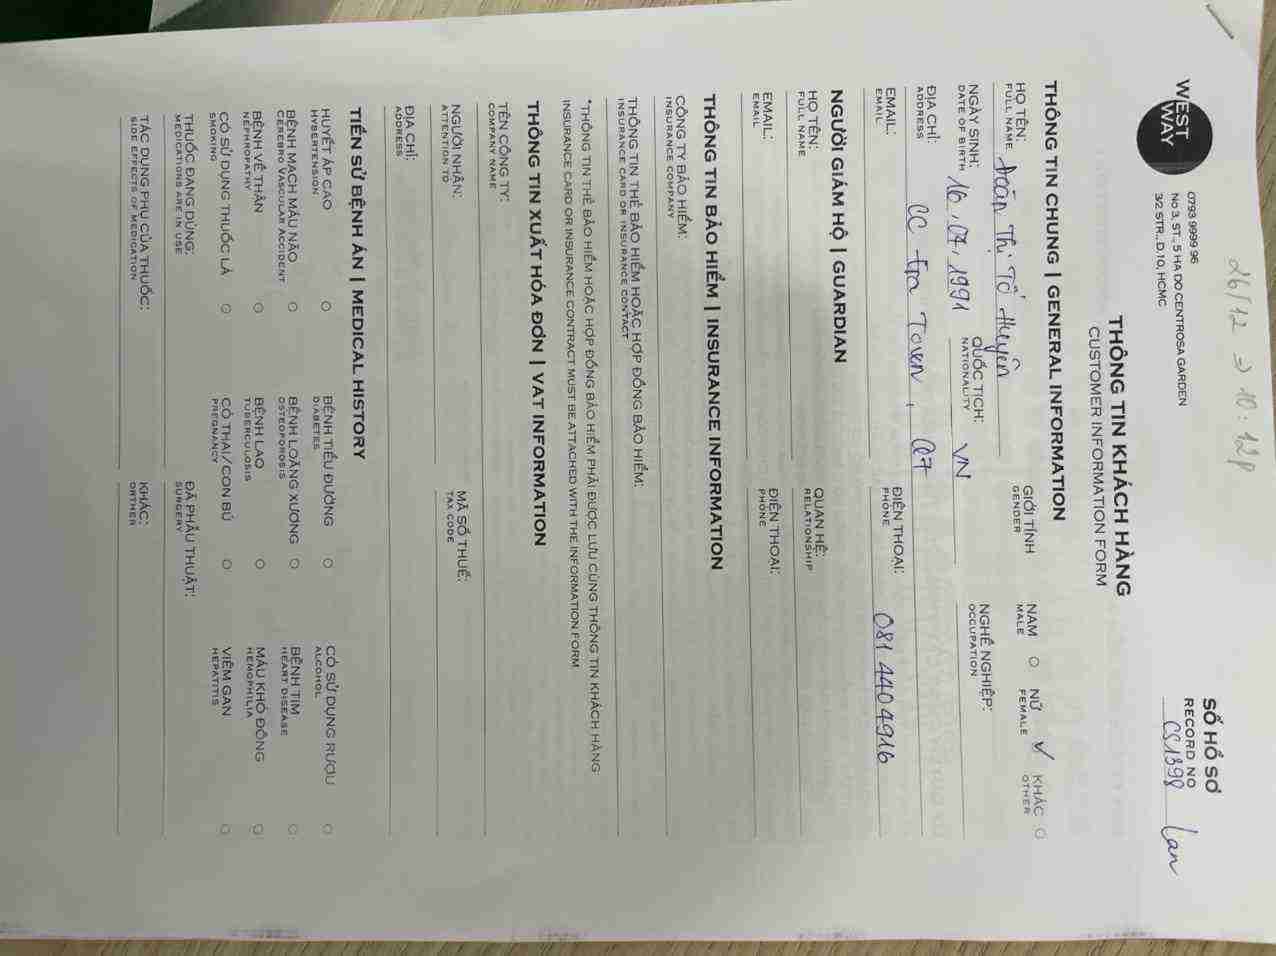 26/12 => 10:12p
WEST WAY
0793 9999 96
No 3, ST., 5 HA DO CENTROSA GARDEN
3/2 STR., D.10, HCMC
SỐ HỒ SƠ
RECORD NO CS1398 Lan
THÔNG TIN KHÁCH HÀNG
CUSTOMER INFORMATION FORM
THÔNG TIN CHUNG | GENERAL INFORMATION
HỌ TÊN: Đoàn Thị Tố Huyên GIỚI TÍNH NAM NỮ ✓ KHÁC
FULL NAME GENDER MALE FEMALE OTHER
NGÀY SINH: 16.07.1991 QUỐC TỊCH: VN NGHỀ NGHIỆP:
DATE OF BIRTH NATIONALITY OCCUPATION
ĐỊA CHỈ: CC Era Town, Q7
ADDRESS
EMAIL: ĐIỆN THOẠI: 081 4404916
EMAIL PHONE
NGƯỜI GIÁM HỘ | GUARDIAN
HỌ TÊN: QUAN HỆ:
FULL NAME RELATIONSHIP
EMAIL: ĐIỆN THOẠI:
EMAIL PHONE
THÔNG TIN BẢO HIỂM | INSURANCE INFORMATION
CÔNG TY BẢO HIỂM:
INSURANCE COMPANY
THÔNG TIN THẺ BẢO HIỂM HOẶC HỢP ĐỒNG BẢO HIỂM:
INSURANCE CARD OR INSURANCE CONTACT
*THÔNG TIN THẺ BẢO HIỂM HOẶC HỢP ĐỒNG BẢO HIỂM PHẢI ĐƯỢC LƯU CÙNG THÔNG TIN KHÁCH HÀNG
INSURANCE CARD OR INSURANCE CONTRACT MUST BE ATTACHED WITH THE INFORMATION FORM
THÔNG TIN XUẤT HÓA ĐƠN | VAT INFORMATION
TÊN CÔNG TY:
COMPANY NAME
NGƯỜI NHẬN: MÃ SỐ THUẾ:
ATTENTION TO TAX CODE
ĐỊA CHỈ:
ADDRESS
TIỀN SỬ BỆNH ÁN | MEDICAL HISTORY
HUYẾT ÁP CAO BỆNH TIỂU ĐƯỜNG CÓ SỬ DỤNG RƯỢU
HYBERTENSION DIABETES ALCOHOL
BỆNH MẠCH MÁU NÃO BỆNH LOÃNG XƯƠNG BỆNH TIM
CEREBRO VASCULAR ACCIDENT OSTEOPOROSIS HEART DISEASE
BỆNH VỀ THẬN BỆNH LAO MÁU KHÓ ĐÔNG
NEPHROPATHY TUBERCULOSIS HEMOPHILIA
CÓ SỬ DỤNG THUỐC LÁ CÓ THAI/ CON BÚ VIÊM GAN
SMOKING PREGNANCY HEPATITIS
THUỐC ĐANG DÙNG: ĐÃ PHẪU THUẬT:
MEDICATIONS ARE IN USE SURGERY
TÁC DỤNG PHỤ CỦA THUỐC: KHÁC:
SIDE EFFECTS OF MEDICATION ORTHER